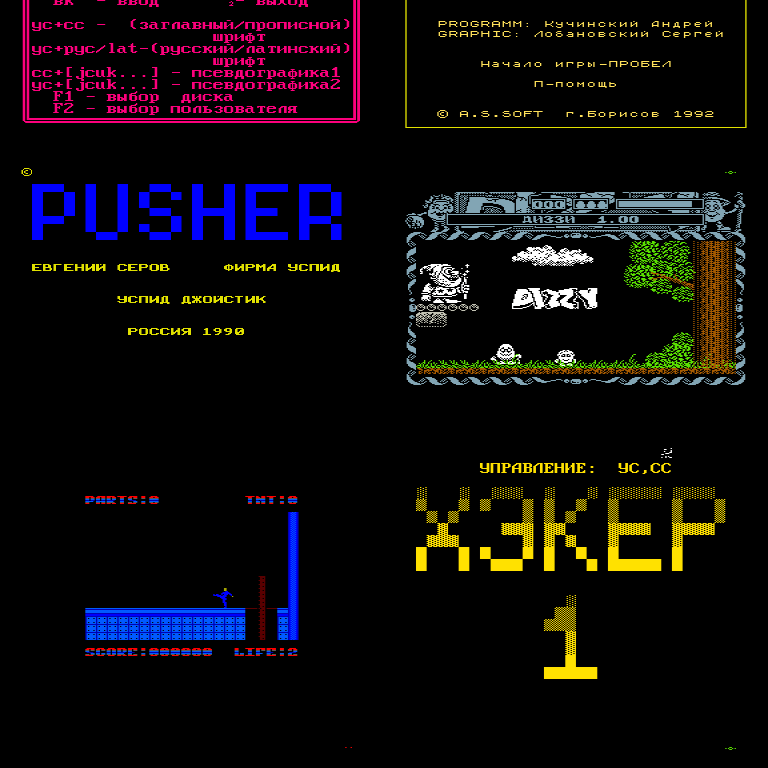 ВК - ввод      2- выход
ус+сс -  (заглавный/прописной)
шрифт
ус+рус/lat-(русский/латинский)
шрифт
сс+[jcuk...] - псевдографика1
ус+[jcuk...] - псевдографика2
F1 - выбор  диска
F2 - выбор пользователя
PROGRAMM: Кучинский Андрей
GRAPHIC: Лобановский Сергей
Начало игры-ПРОБЕЛ
П-помощь
© A.S.SOFT  г.Борисов 1992
©
PUSHER
ЕВГЕНИЙ СЕРОВ     ФИРМА УСПИД
УСПИД ДЖОИСТИК
РОССИЯ 1990
000
ДИЗЗИ  1.00
DIZZY
PARTS:0        TNT:0
SCORE:000000  LIFE:2
УПРАВЛЕНИЕ:  УС,СС
ХЭКЕР
1